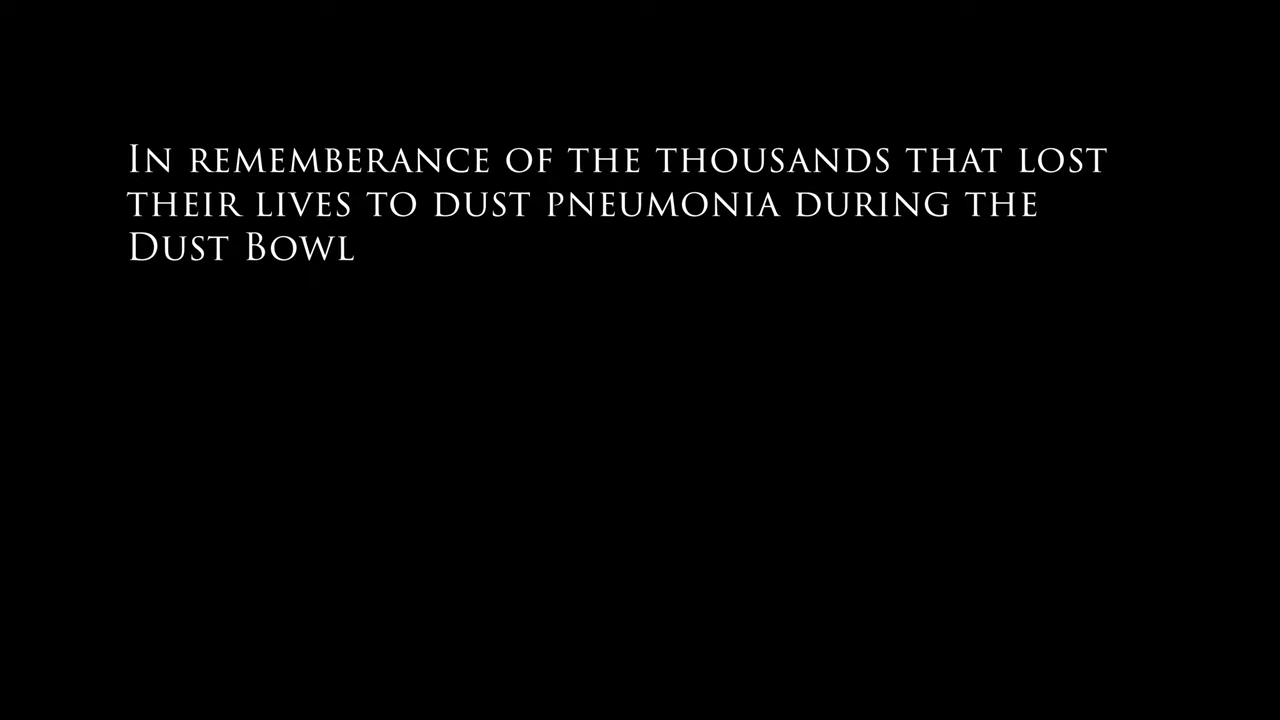 In rememberance of the thousands that lost
their lives to dust pneumonia during the
Dust Bowl